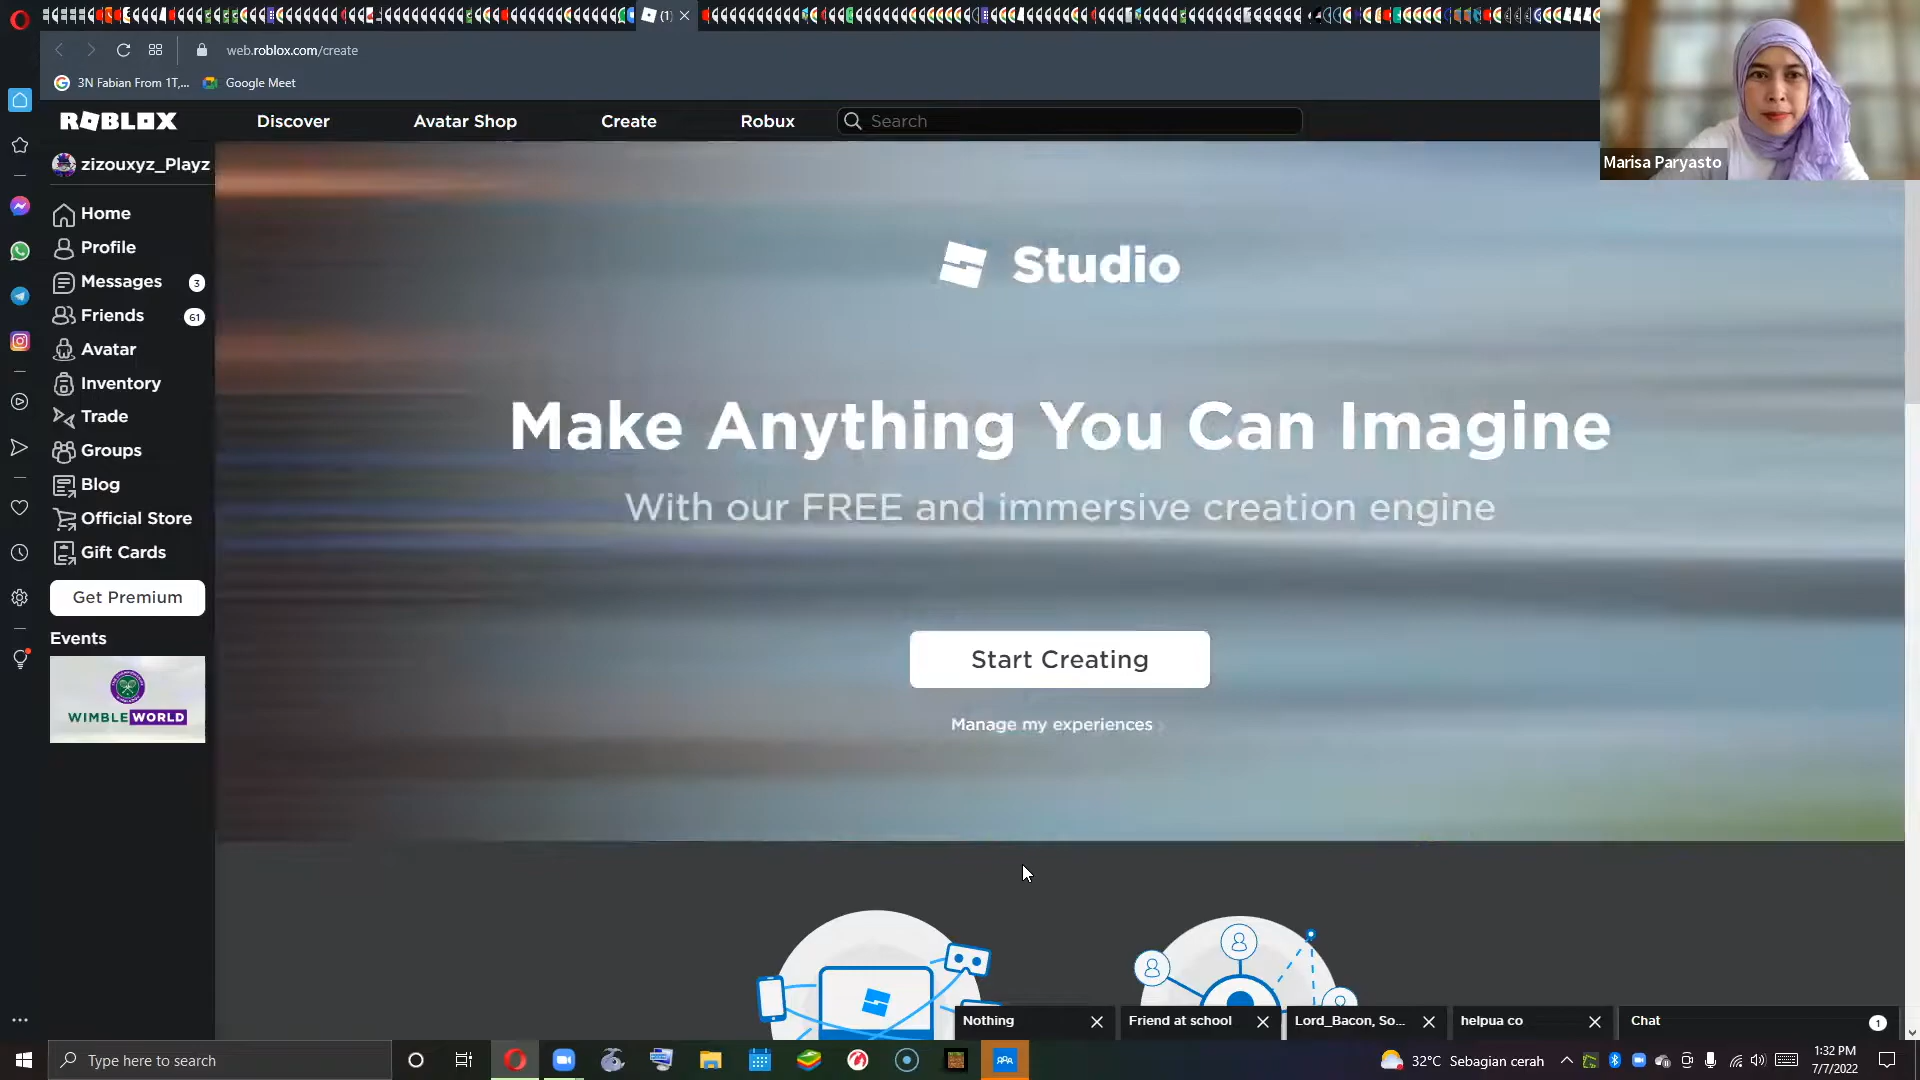 (1)
web.roblox.com/create
3N Fabian From 1T,...
Google Meet
ROBLOX
Discover
Avatar Shop
Create
Robux
Search
Marisa Paryasto
zizouxyz_Playz
Home
Profile
Messages
3
Friends
61
Avatar
Inventory
Trade
Groups
Blog
Official Store
Gift Cards
Get Premium
Events
WIMBLEWORLD
Studio
Make Anything You Can Imagine
With our FREE and immersive creation engine
Start Creating
Manage my experiences
Nothing
Friend at school
Lord_Bacon, So...
helpua co
Chat
1
Type here to search
32°C Sebagian cerah
1:32 PM
7/7/2022